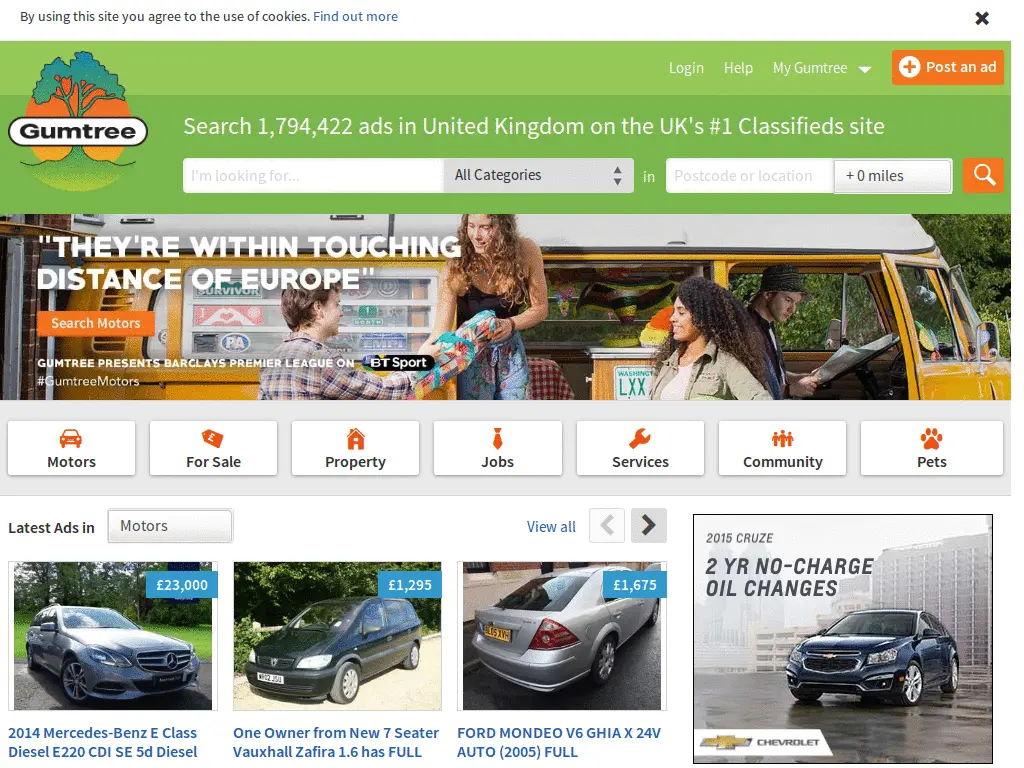 By using this site you agree to the use of cookies. Find out more
Login Help My Gumtree Post an ad
Gumtree
Search 1,794,422 ads in United Kingdom on the UK's #1 Classifieds site
I'm looking for... All Categories in Postcode or location + 0 miles
"THEY'RE WITHIN TOUCHING
DISTANCE OF EUROPE"
SURVIVOR
Search Motors
PA
GUMTREE PRESENTS BARCLAYS PREMIER LEAGUE ON BT Sport
#GumtreeMotors
WASHINGTON
LXX
Motors For Sale Property Jobs Services Community Pets
Latest Ads in Motors View all
£23,000 £1,295 £1,675
2014 Mercedes-Benz E Class
Diesel E220 CDI SE 5d Diesel
One Owner from New 7 Seater
Vauxhall Zafira 1.6 has FULL
FORD MONDEO V6 GHIA X 24V
AUTO (2005) FULL
2015 CRUZE
2 YR NO-CHARGE
OIL CHANGES
CHEVROLET